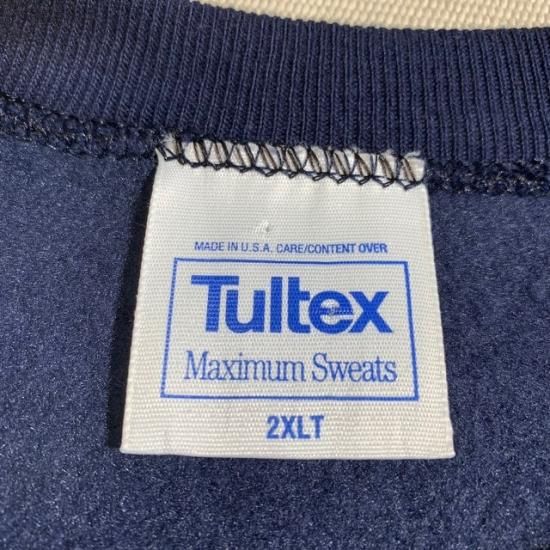 MADE IN U.S.A. CARE/CONTENT OVER
Tultex
Maximum Sweats
2XLT